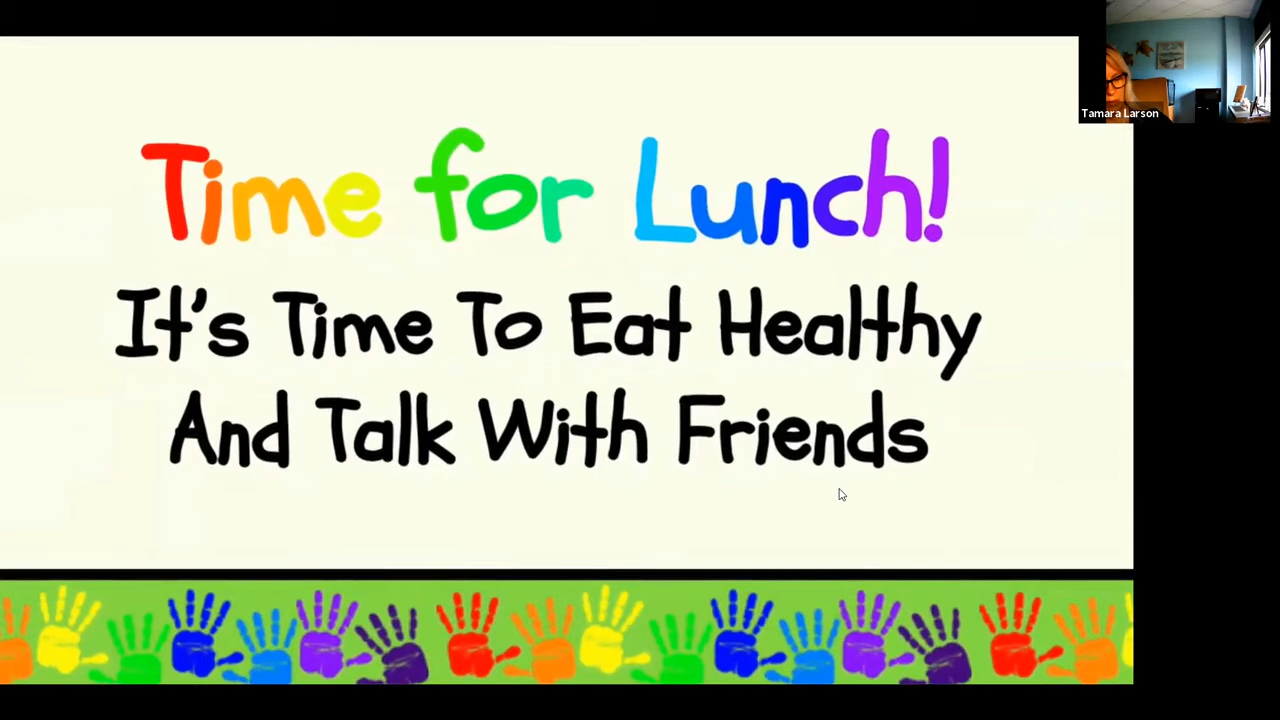 Tamara Larson
Time for Lunch!
It's Time To Eat Healthy
And Talk With Friends